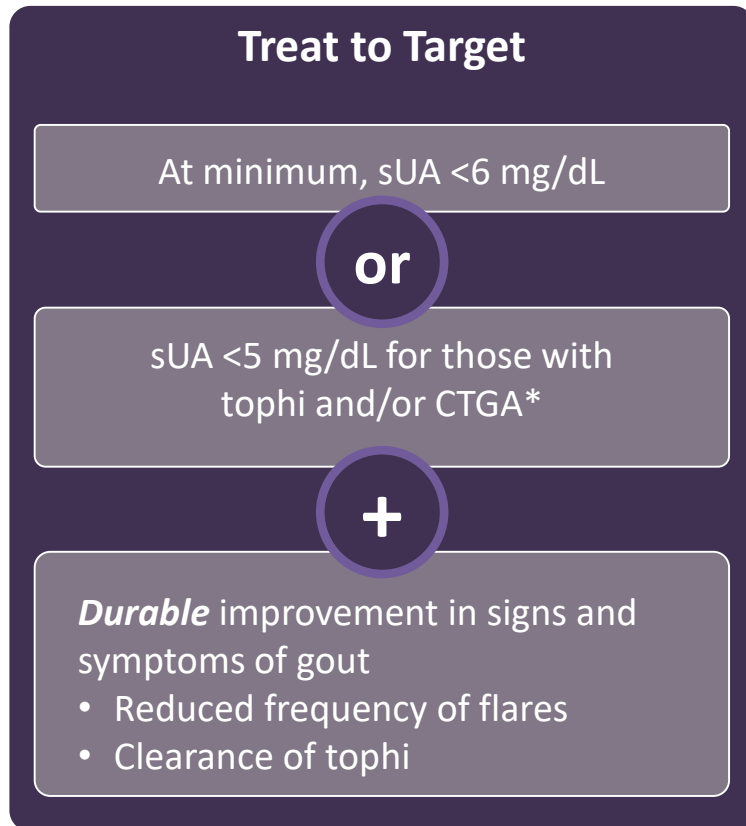 Treat to Target
At minimum, sUA <6 mg/dL
or
sUA <5 mg/dL for those with
tophi and/or CTGA*
+
Durable improvement in signs and
symptoms of gout
• Reduced frequency of flares
• Clearance of tophi